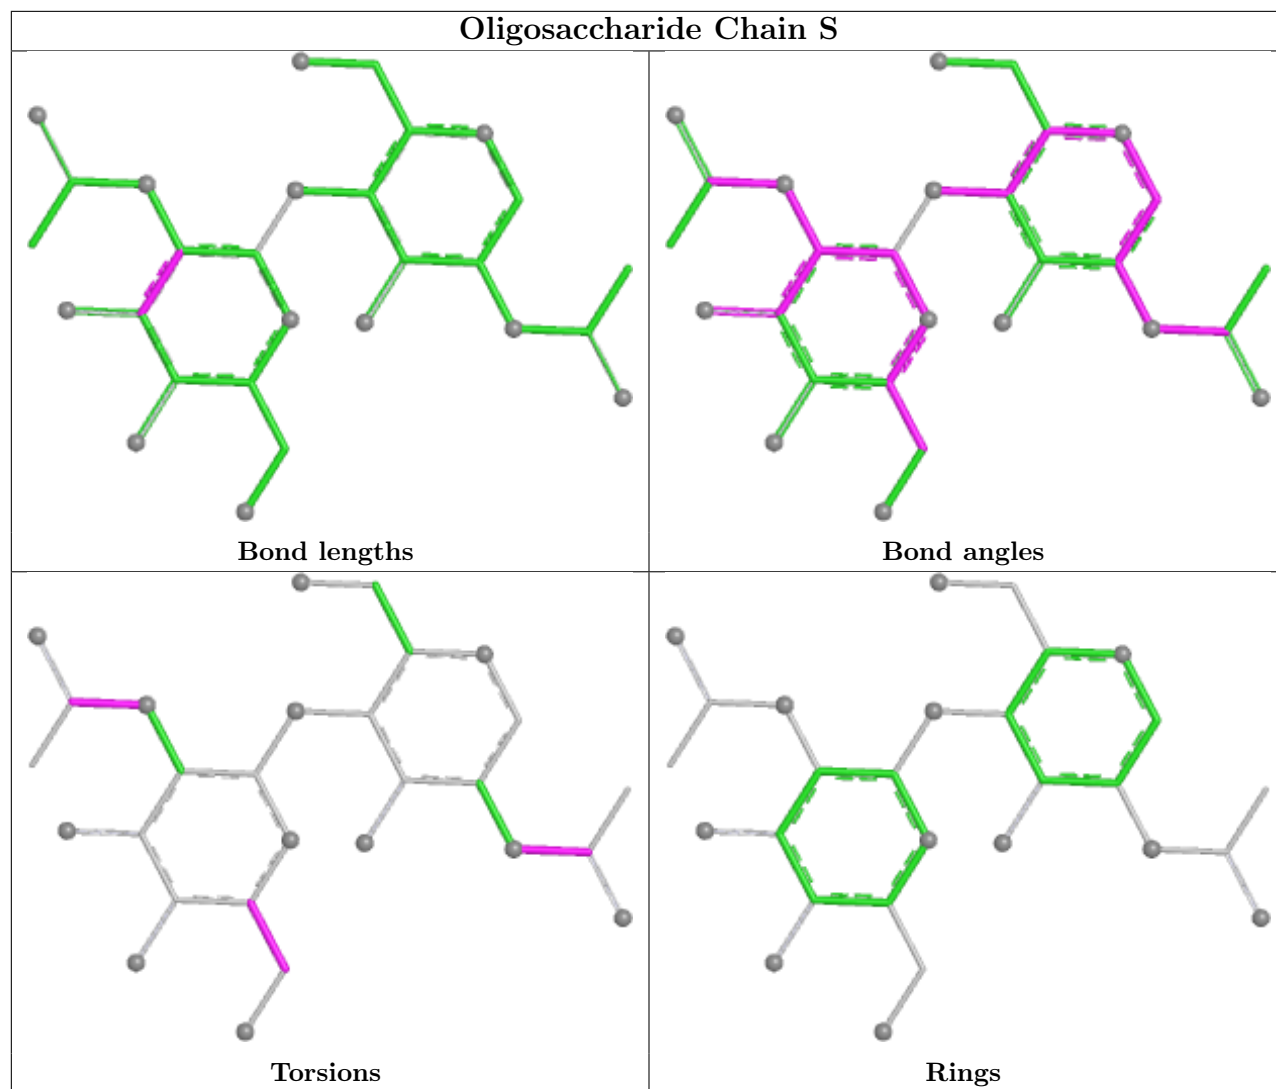 Oligosaccharide Chain S
Bond lengths
Bond angles
Torsions
Rings